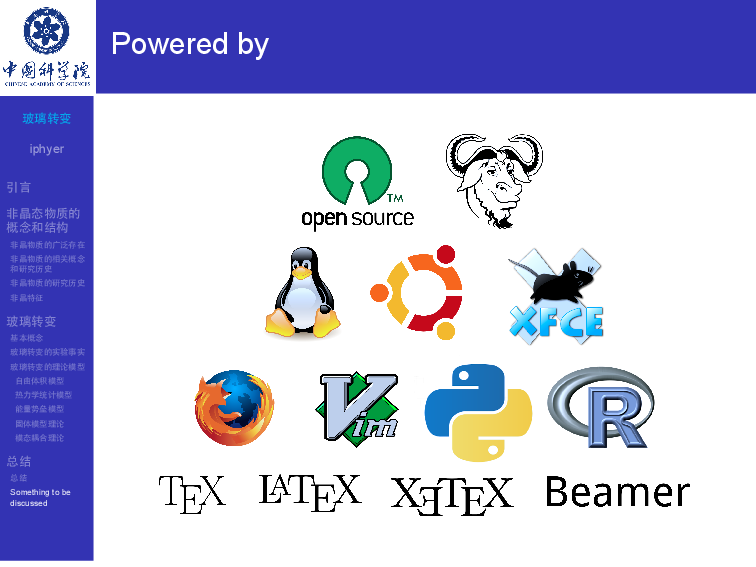 Powered by
中国科学院
CHINESE ACADEMY OF SCIENCES
玻璃转变
iphyer
引言
非晶态物质的
概念和结构
非晶物质的广泛存在
非晶物质的相关概念
和研究历史
非晶物质的研究历史
非晶特征
玻璃转变
基本概念
玻璃转变的实验事实
玻璃转变的理论模型
自由体积模型
热力学统计模型
能量势垒模型
固体模型理论
模态耦合理论
总结
总结
Something to be
discussed
TM
open source
XFCE
Vim
R
TEX
LATEX
XƎTEX
Beamer